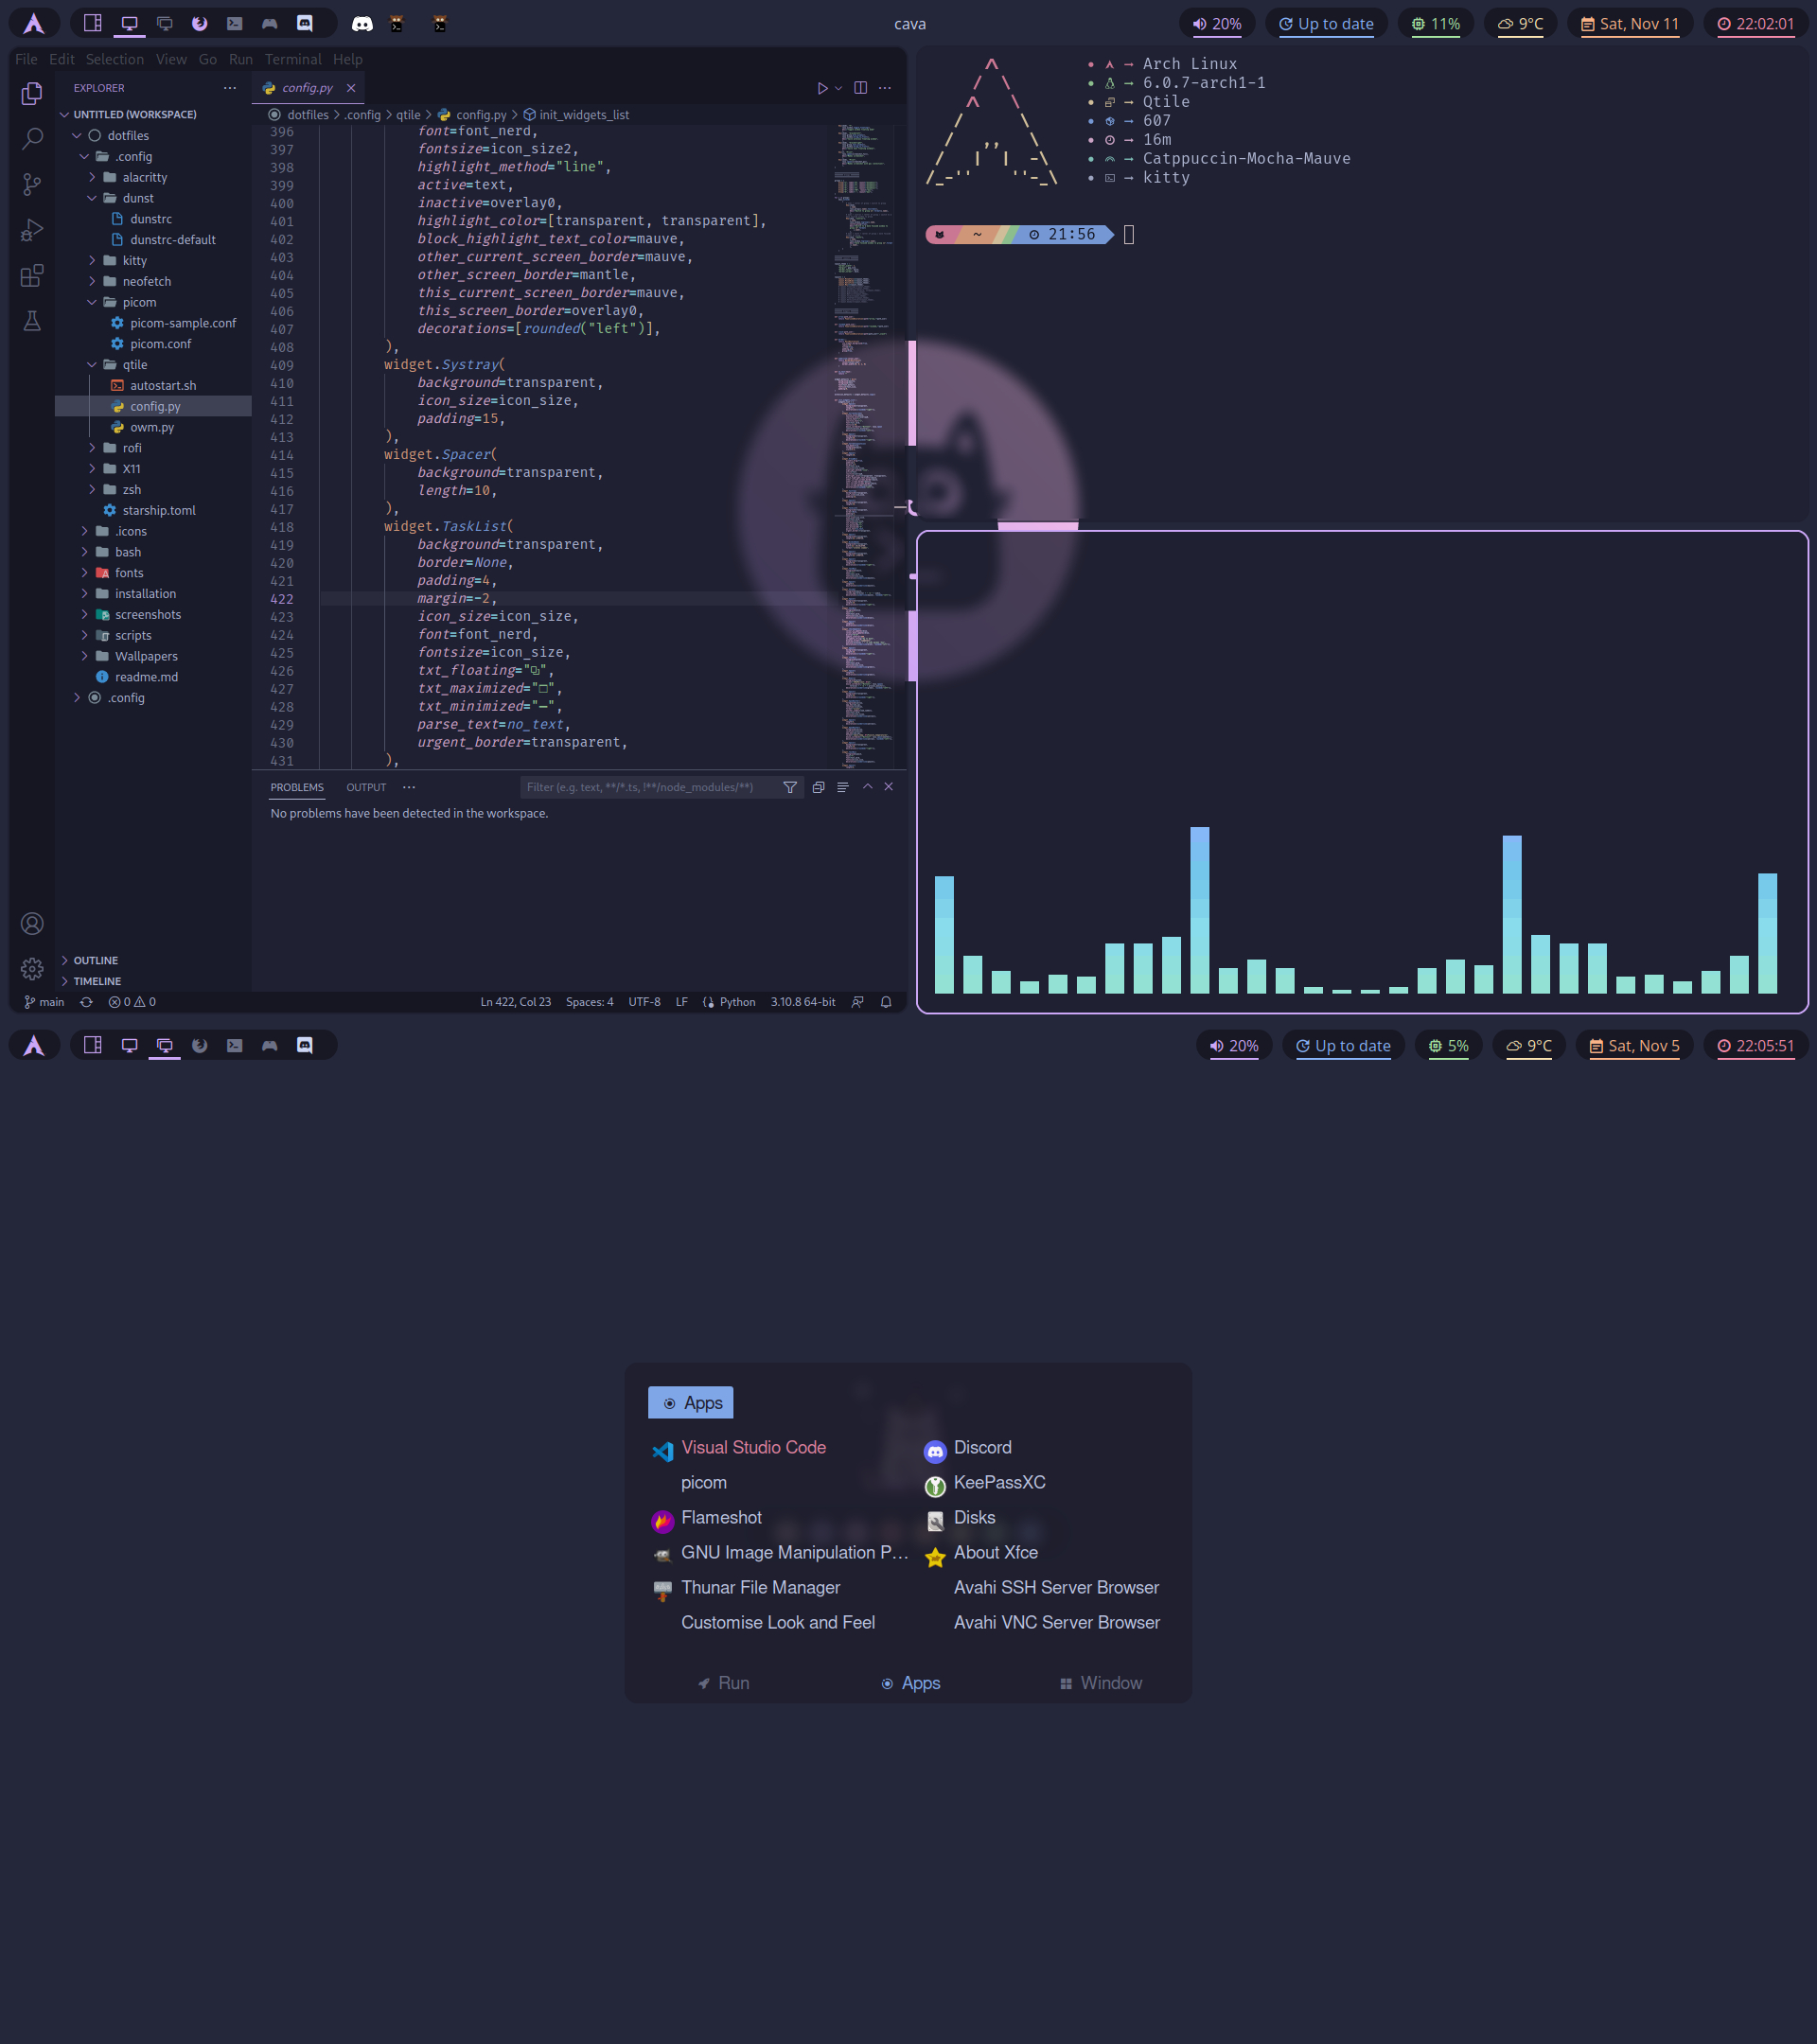 cava
20%
Up to date
11%
9°C
Sat, Nov 11
22:02:01
File Edit Selection View Go Run Terminal Help
EXPLORER
UNTITLED (WORKSPACE)
dotfiles
.config
alacritty
dunst
dunstrc
dunstrc-default
kitty
neofetch
picom
picom-sample.conf
picom.conf
qtile
autostart.sh
config.py
owm.py
rofi
X11
zsh
starship.toml
.icons
bash
fonts
installation
screenshots
scripts
Wallpapers
readme.md
.config
OUTLINE
TIMELINE
config.py
dotfiles > .config > qtile > config.py > init_widgets_list
396 font=font_nerd,
397 fontsize=icon_size2,
398 highlight_method="line",
399 active=text,
400 inactive=overlay0,
401 highlight_color=[transparent, transparent],
402 block_highlight_text_color=mauve,
403 other_current_screen_border=mauve,
404 other_screen_border=mantle,
405 this_current_screen_border=mauve,
406 this_screen_border=overlay0,
407 decorations=[rounded("left")],
408 ),
409 widget.Systray(
410 background=transparent,
411 icon_size=icon_size,
412 padding=15,
413 ),
414 widget.Spacer(
415 background=transparent,
416 length=10,
417 ),
418 widget.TaskList(
419 background=transparent,
420 border=None,
421 padding=4,
422 margin=-2,
423 icon_size=icon_size,
424 font=font_nerd,
425 fontsize=icon_size,
426 txt_floating="",
427 txt_maximized="",
428 txt_minimized="",
429 parse_text=no_text,
430 urgent_border=transparent,
431 ),
PROBLEMS OUTPUT ···
Filter (e.g. text, **/*.ts, !**/node_modules/**)
No problems have been detected in the workspace.
main 0 0 Ln 422, Col 23 Spaces: 4 UTF-8 LF Python 3.10.8 64-bit
→ Arch Linux
→ 6.0.7-arch1-1
→ Qtile
→ 607
→ 16m
→ Catppuccin-Mocha-Mauve
→ kitty
~ 21:56
20%
Up to date
5%
9°C
Sat, Nov 5
22:05:51
Apps
Visual Studio Code
picom
Flameshot
GNU Image Manipulation P...
Thunar File Manager
Customise Look and Feel
Discord
KeePassXC
Disks
About Xfce
Avahi SSH Server Browser
Avahi VNC Server Browser
Run
Apps
Window